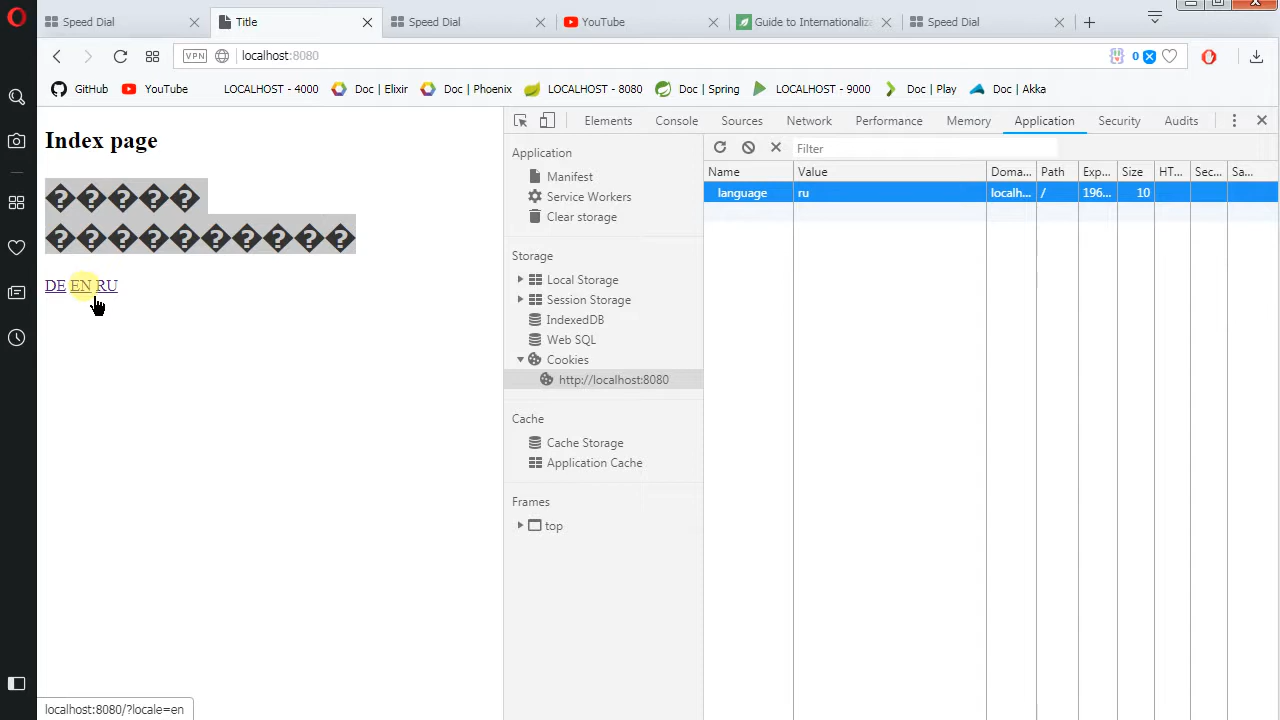 Speed Dial
Title
Speed Dial
YouTube
Guide to Internationaliza
Speed Dial
VPN
localhost:8080
0
GitHub
YouTube
LOCALHOST - 4000
Doc | Elixir
Doc | Phoenix
LOCALHOST - 8080
Doc | Spring
LOCALHOST - 9000
Doc | Play
Doc | Akka
Index page
������
����������
DE EN RU
localhost:8080/?locale=en
Elements
Console
Sources
Network
Performance
Memory
Application
Security
Audits
Application
Manifest
Service Workers
Clear storage
Storage
Local Storage
Session Storage
IndexedDB
Web SQL
Cookies
http://localhost:8080
Cache
Cache Storage
Application Cache
Frames
top
Filter
Name
Value
Doma...
Path
Exp...
Size
HT...
Sec...
Sa...
language
ru
localh...
/
196...
10